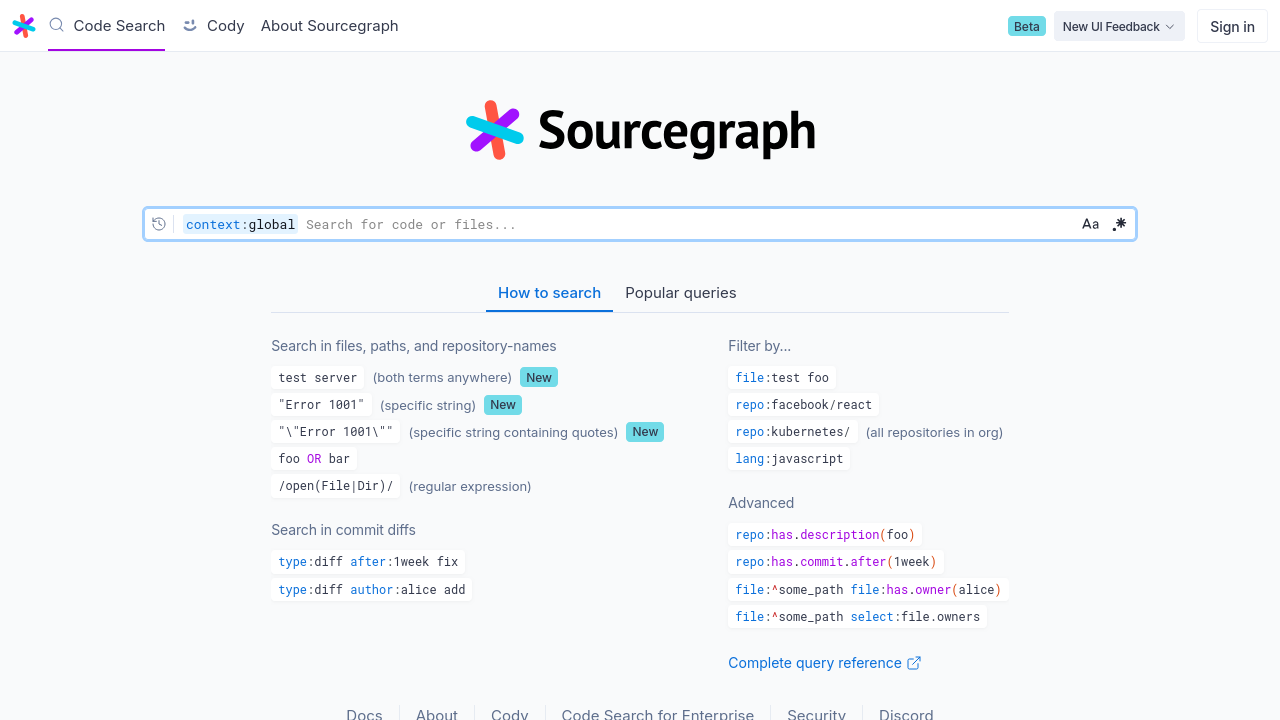 Code Search Cody About Sourcegraph Beta New UI Feedback Sign in
Sourcegraph
context:global Search for code or files... Aa .*
How to search Popular queries
Search in files, paths, and repository-names
test server (both terms anywhere) New
"Error 1001" (specific string) New
"\"Error 1001\"" (specific string containing quotes) New
foo OR bar
/open(File|Dir)/ (regular expression)
Search in commit diffs
type:diff after:1week fix
type:diff author:alice add
Filter by...
file:test foo
repo:facebook/react
repo:kubernetes/ (all repositories in org)
lang:javascript
Advanced
repo:has.description(foo)
repo:has.commit.after(1week)
file:^some_path file:has.owner(alice)
file:^some_path select:file.owners
Complete query reference
Docs About Cody Code Search for Enterprise Security Discord